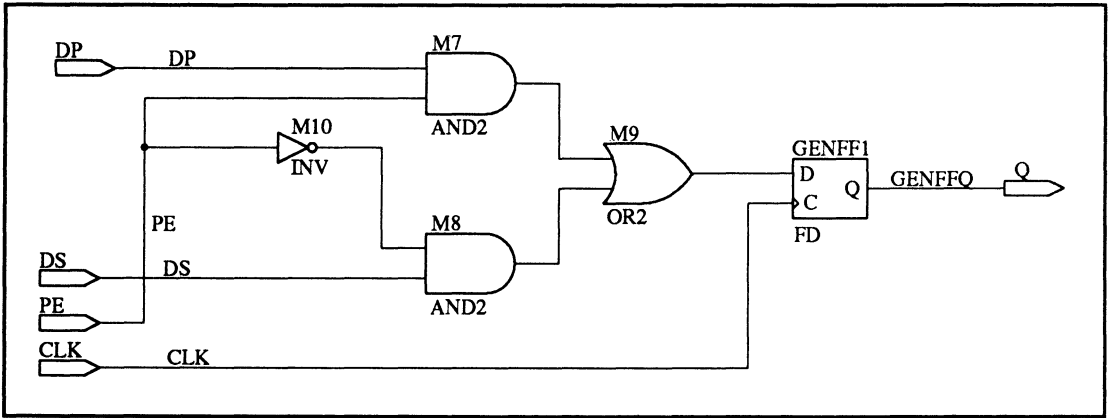 DP
DP
M7
AND2
M10
INV
M9
OR2
GENFF1
D
Q
C
FD
GENFFQ
Q
PE
M8
AND2
DS
DS
PE
CLK
CLK